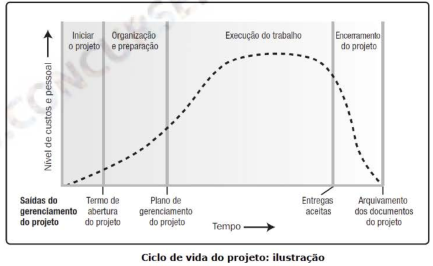 Iniciar
o projeto
Organização
e preparação
Execução do trabalho
Encerramento
do projeto
Nível de custos e pessoal
Saídas do
gerenciamento
do projeto
Termo de
abertura
do projeto
Plano de
gerenciamento
do projeto
Tempo
Entregas
aceitas
Arquivamento
dos documentos
do projeto
Ciclo de vida do projeto: ilustração